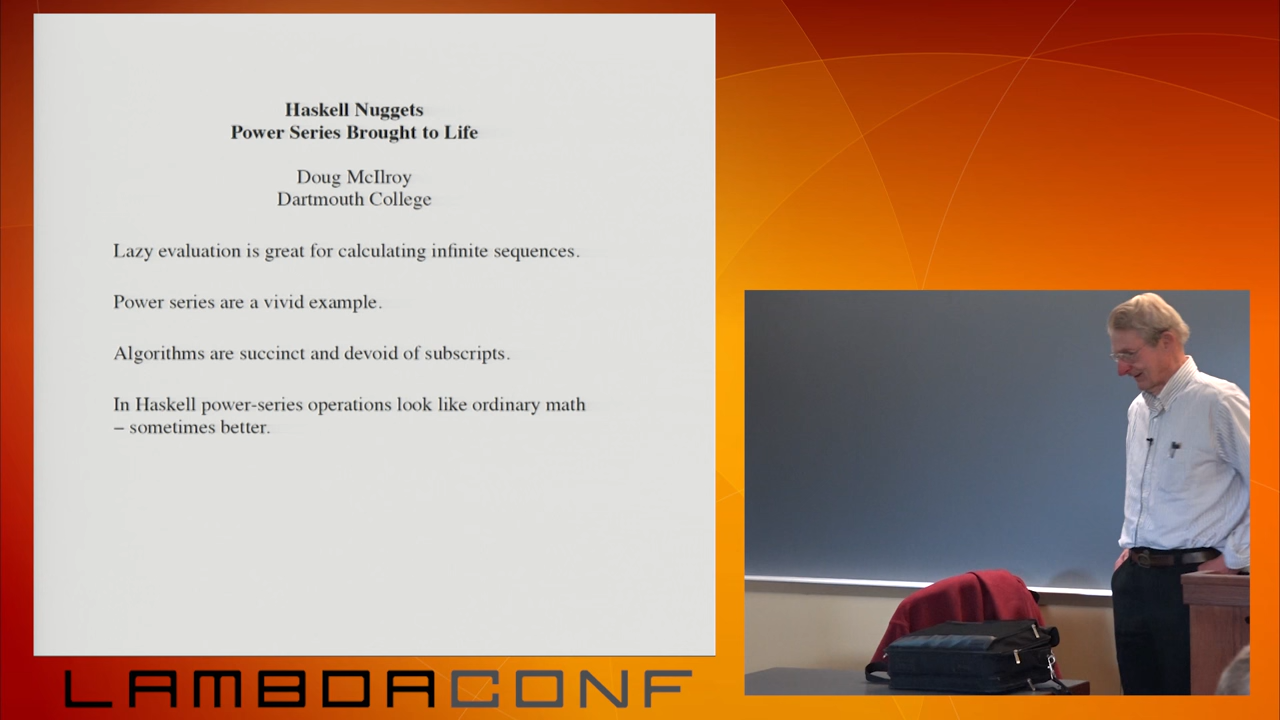 Haskell Nuggets
Power Series Brought to Life
Doug McIlroy
Dartmouth College
Lazy evaluation is great for calculating infinite sequences.
Power series are a vivid example.
Algorithms are succinct and devoid of subscripts.
In Haskell power-series operations look like ordinary math
– sometimes better.
LAMBDACONF